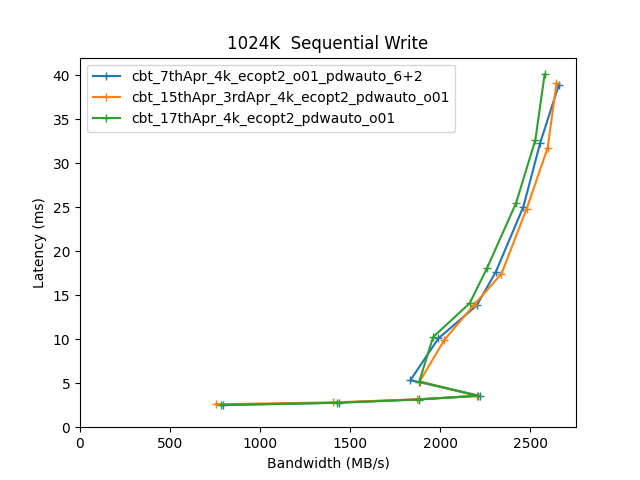 1024K  Sequential Write
cbt_7thApr_4k_ecopt2_o01_pdwauto_6+2
cbt_15thApr_3rdApr_4k_ecopt2_pdwauto_o01
cbt_17thApr_4k_ecopt2_pdwauto_o01
40
35
30
25
20
15
10
5
0
Latency (ms)
0 500 1000 1500 2000 2500
Bandwidth (MB/s)